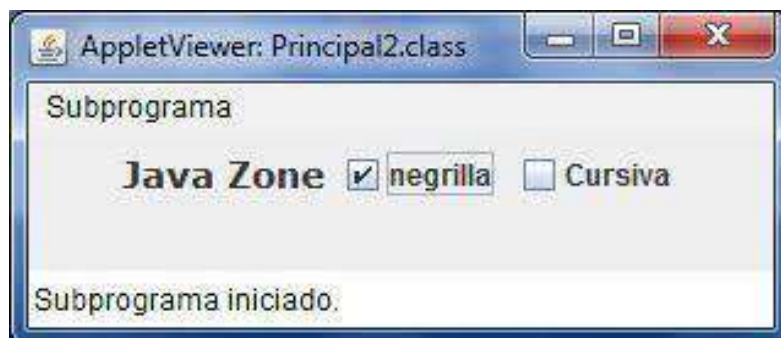 AppletViewer: Principal2.class
Subprograma
Java Zone negrilla Cursiva
Subprograma iniciado.